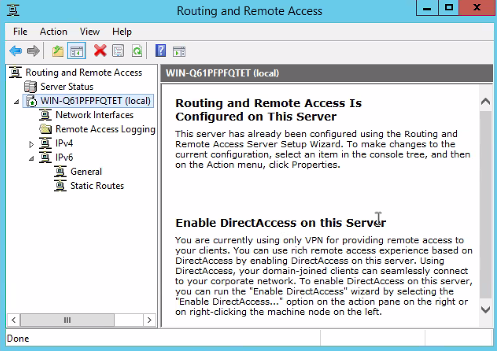 Routing and Remote Access
File Action View Help
Routing and Remote Access
Server Status
WIN-Q61PFPFQTET (local)
Network Interfaces
Remote Access Logging
IPv4
IPv6
General
Static Routes
WIN-Q61PFPFQTET (local)
Routing and Remote Access Is
Configured on This Server
This server has already been configured using the Routing and
Remote Access Server Setup Wizard. To make changes to
the current configuration, select an item in the console tree, and then
on the Action menu, click Properties.
Enable DirectAccess on this Server
You are currently using only VPN for providing remote access to
your clients. You can use rich remote access experience based on
DirectAccess by enabling DirectAccess on this server. Using
DirectAccess, your domain-joined clients can seamlessly connect
to your corporate network. To enable DirectAccess on this server,
you can run the "Enable DirectAccess" wizard by selecting the
"Enable DirectAccess..." option on the action pane on the right or
on right-clicking the machine node on the left.
Done